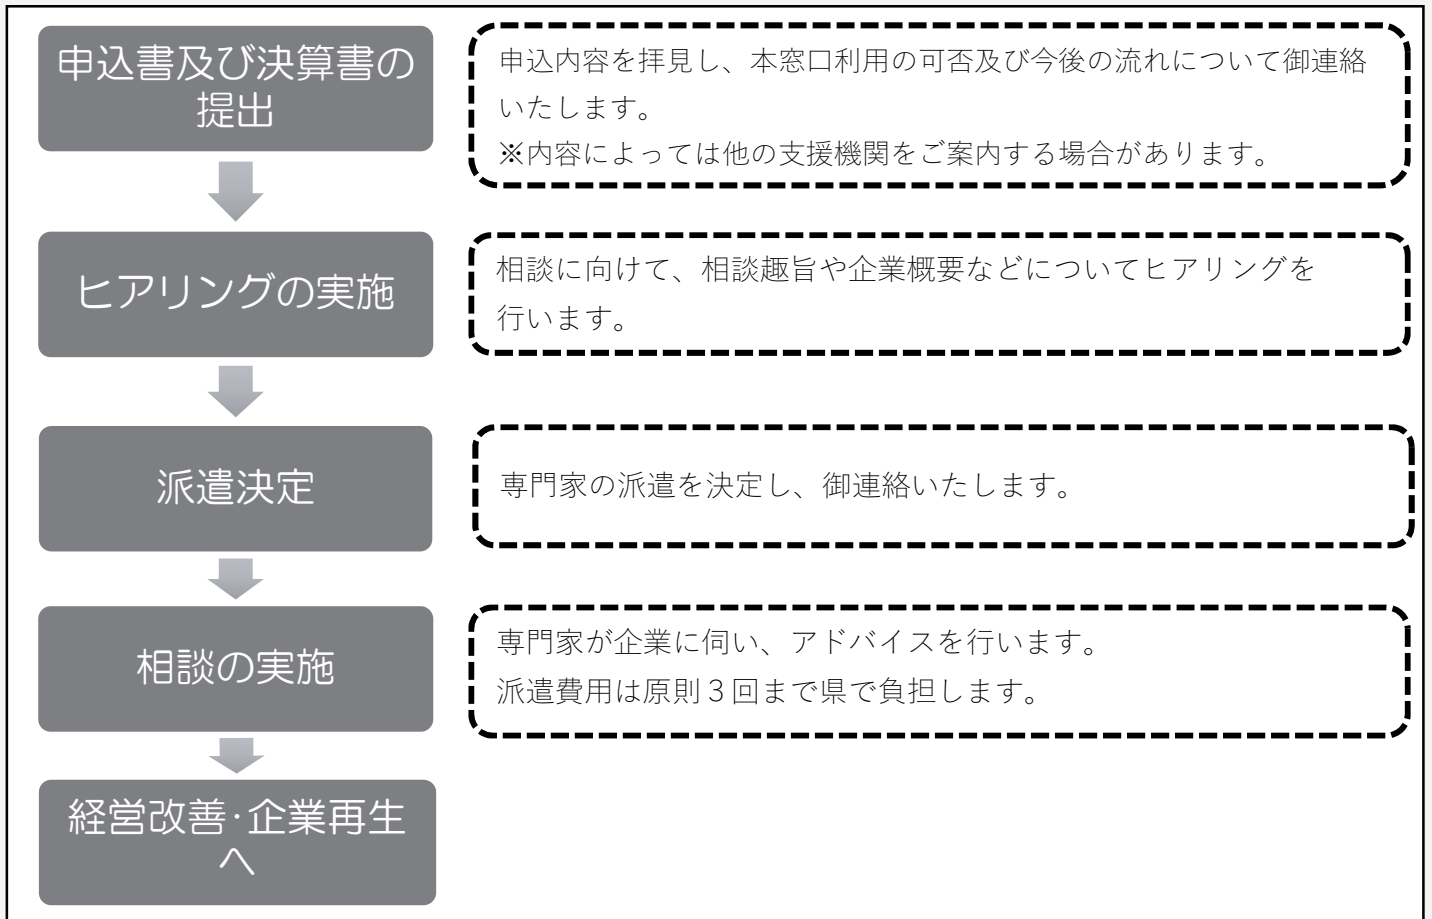 申込書及び決算書の
提出
申込内容を拝見し、本窓口利用の可否及び今後の流れについて御連絡
いたします。
※内容によっては他の支援機関をご案内する場合があります。
ヒアリングの実施
相談に向けて、相談趣旨や企業概要などについてヒアリングを
行います。
派遣決定
専門家の派遣を決定し、御連絡いたします。
相談の実施
専門家が企業に伺い、アドバイスを行います。
派遣費用は原則３回まで県で負担します。
経営改善･企業再生
へ